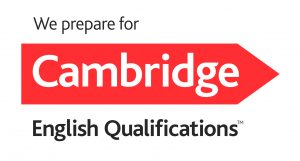 We prepare for
Cambridge
English Qualifications™